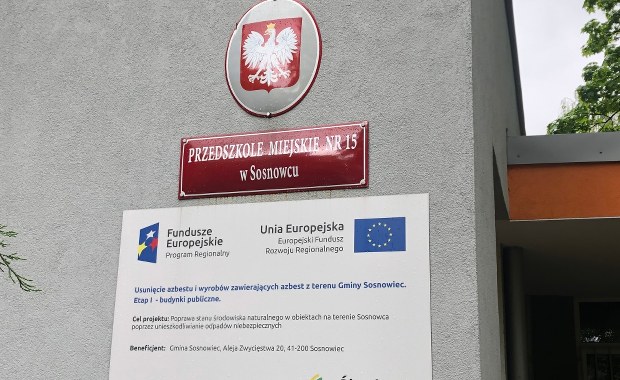 PRZEDSZKOLE MIEJSKIE NR 15
w Sosnowcu
Fundusze
Europejskie
Program Regionalny
Unia Europejska
Europejski Fundusz
Rozwoju Regionalnego
Usunięcie azbestu i wyrobów zawierających azbest z terenu Gminy Sosnowiec.
Etap I - budynki publiczne.
Cel projektu: Poprawa stanu środowiska naturalnego w obiektach na terenie Sosnowca
poprzez unieszkodliwianie odpadów niebezpiecznych
Beneficjent: Gmina Sosnowiec, Aleja Zwycięstwa 20, 41-200 Sosnowiec